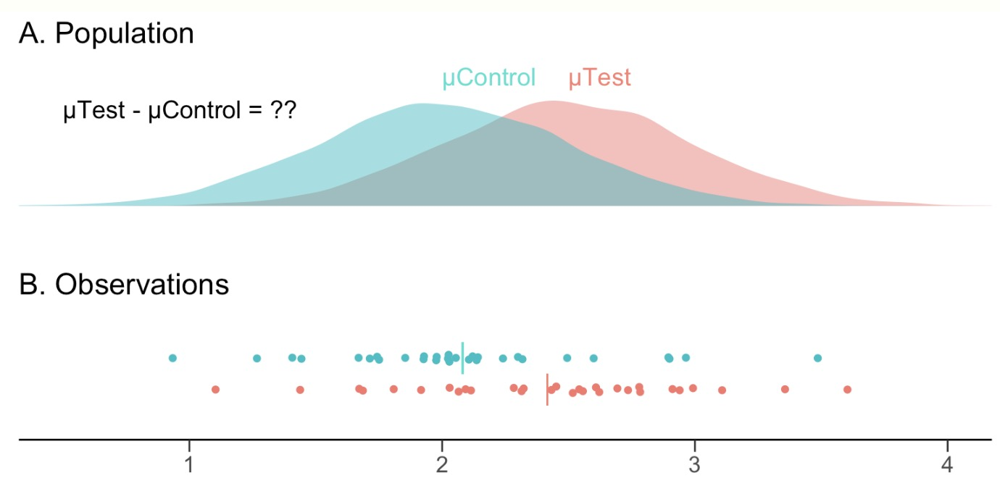 A. Population
µControl µTest
µTest - µControl = ??
B. Observations
1 2 3 4